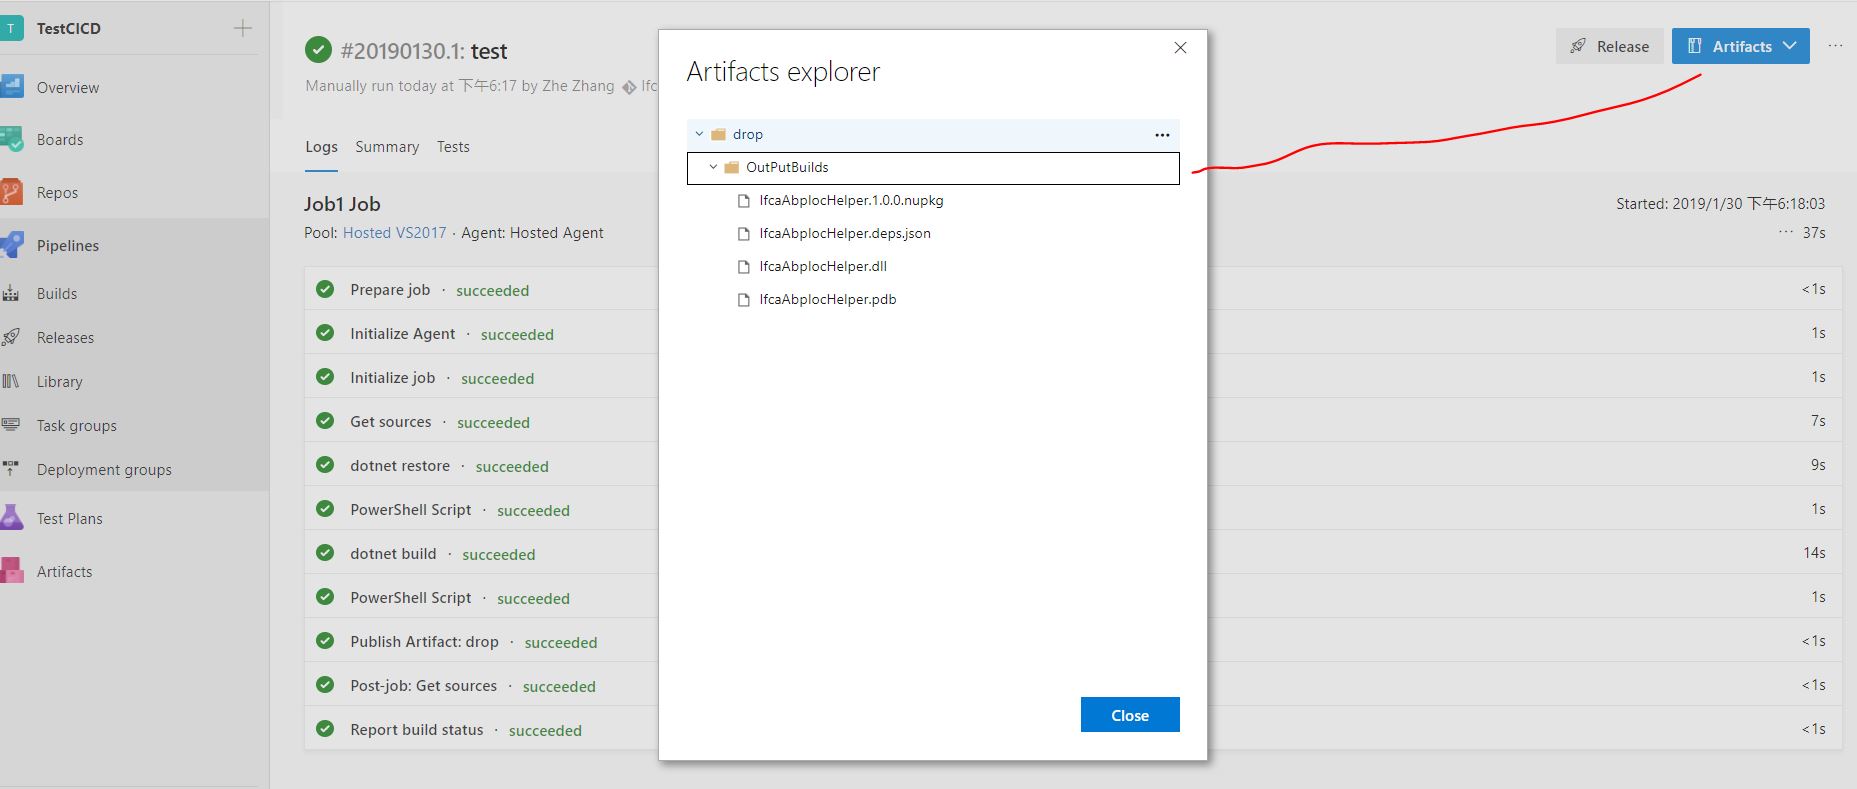 T TestCICD
Overview
Boards
Repos
Pipelines
Builds
Releases
Library
Task groups
Deployment groups
Test Plans
Artifacts
#20190130.1: test
Manually run today at 下午6:17 by Zhe Zhang Ifc
Release
Artifacts
Logs Summary Tests
Job1 Job
Started: 2019/1/30 下午6:18:03
Pool: Hosted VS2017 · Agent: Hosted Agent
··· 37s
Prepare job · succeeded <1s
Initialize Agent · succeeded 1s
Initialize job · succeeded 1s
Get sources · succeeded 7s
dotnet restore · succeeded 9s
PowerShell Script · succeeded 1s
dotnet build · succeeded 14s
PowerShell Script · succeeded 1s
Publish Artifact: drop · succeeded <1s
Post-job: Get sources · succeeded <1s
Report build status · succeeded <1s
Artifacts explorer
drop
OutPutBuilds
IfcaAbpIocHelper.1.0.0.nupkg
IfcaAbpIocHelper.deps.json
IfcaAbpIocHelper.dll
IfcaAbpIocHelper.pdb
Close